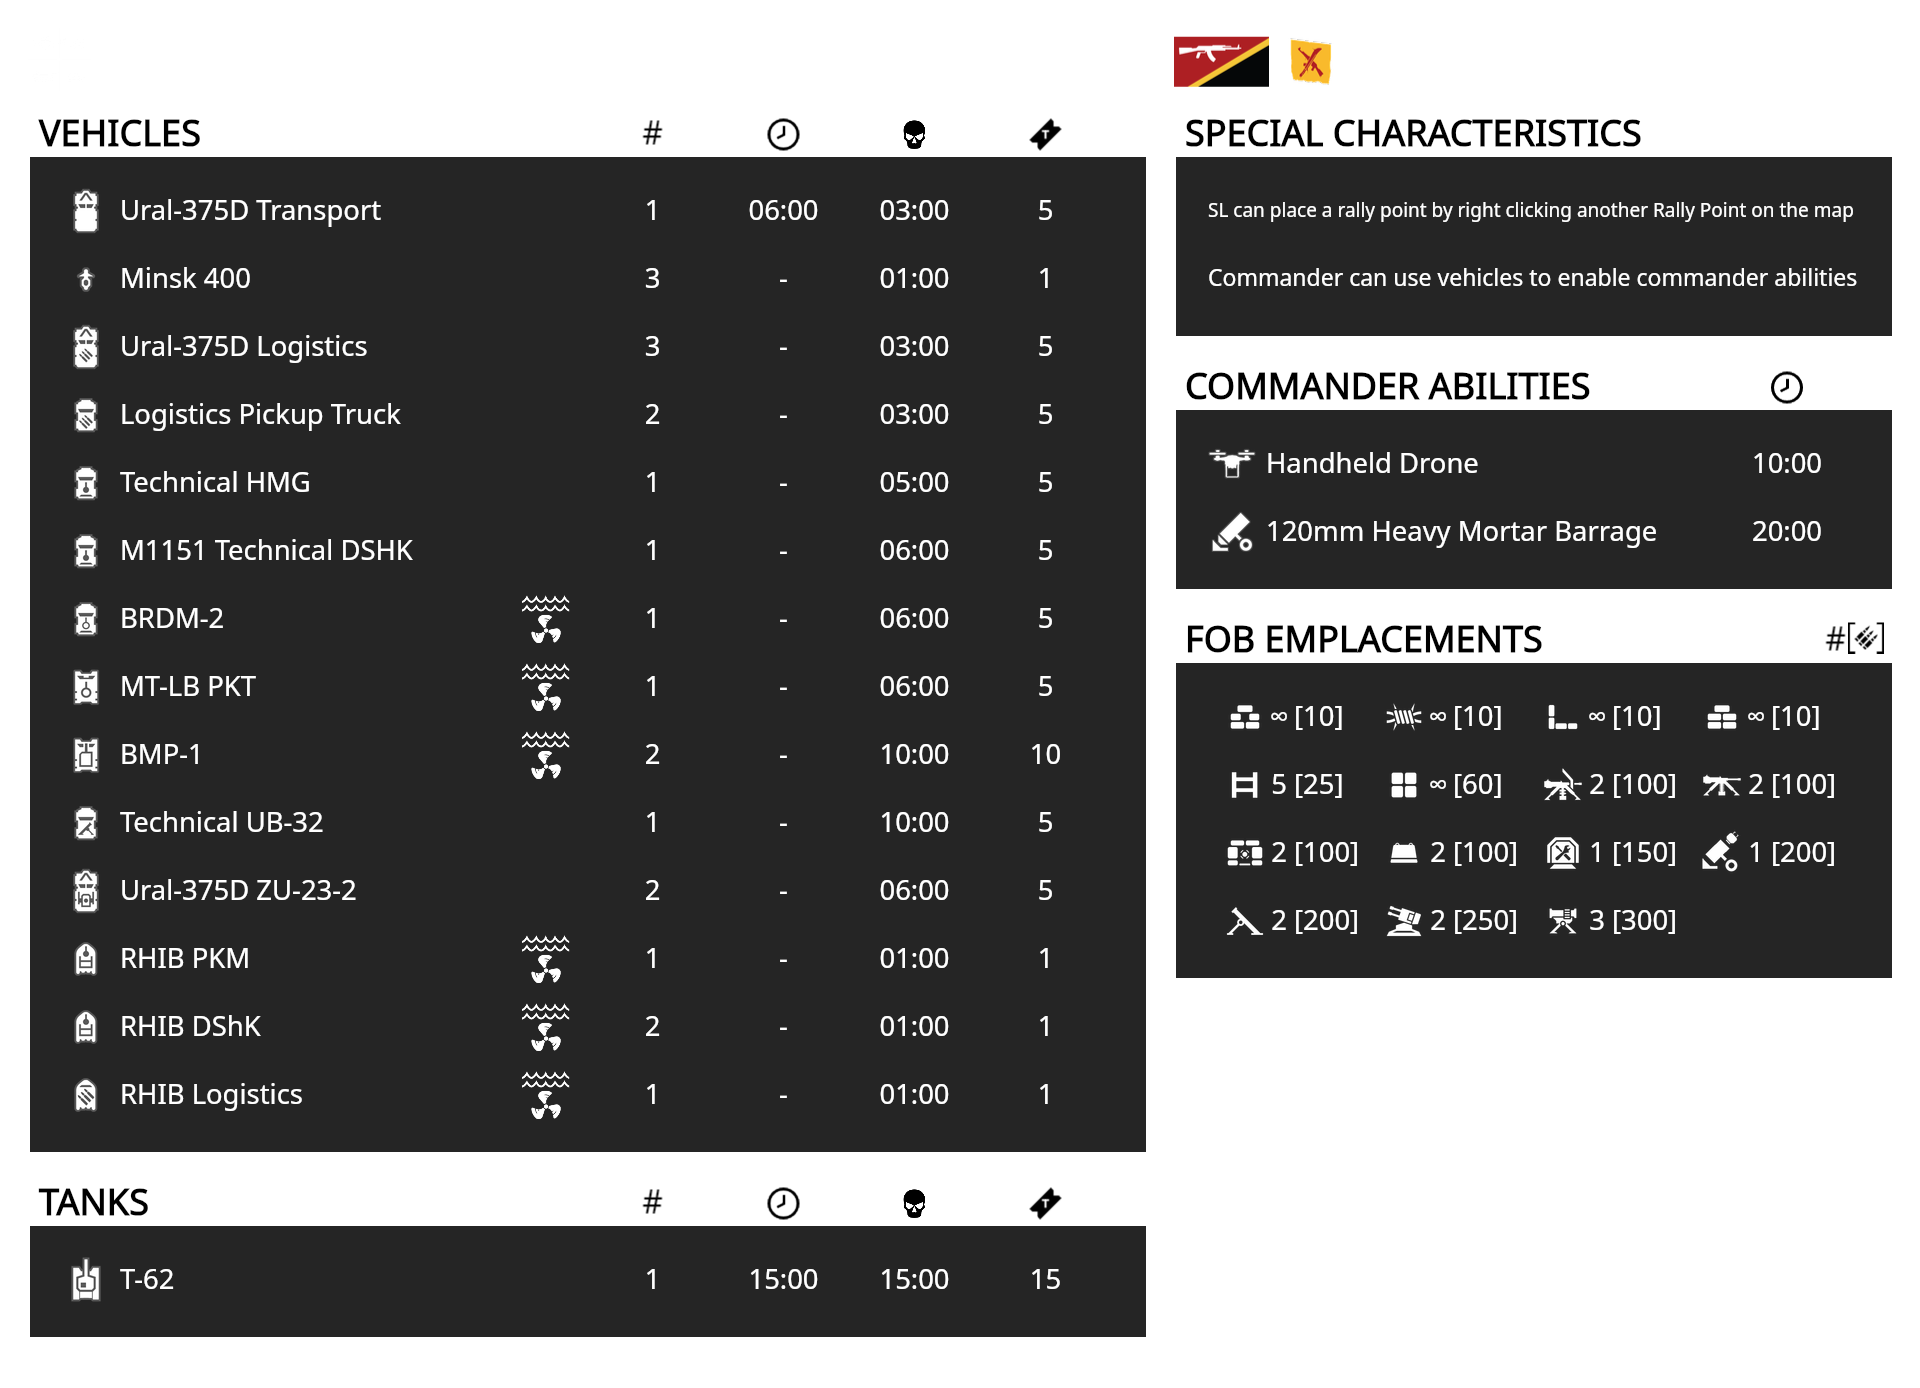 VEHICLES #
Ural-375D Transport 1 06:00 03:00 5
Minsk 400 3 - 01:00 1
Ural-375D Logistics 3 - 03:00 5
Logistics Pickup Truck 2 - 03:00 5
Technical HMG 1 - 05:00 5
M1151 Technical DSHK 1 - 06:00 5
BRDM-2 1 - 06:00 5
MT-LB PKT 1 - 06:00 5
BMP-1 2 - 10:00 10
Technical UB-32 1 - 10:00 5
Ural-375D ZU-23-2 2 - 06:00 5
RHIB PKM 1 - 01:00 1
RHIB DShK 2 - 01:00 1
RHIB Logistics 1 - 01:00 1
TANKS #
T-62 1 15:00 15:00 15
SPECIAL CHARACTERISTICS
SL can place a rally point by right clicking another Rally Point on the map
Commander can use vehicles to enable commander abilities
COMMANDER ABILITIES
Handheld Drone 10:00
120mm Heavy Mortar Barrage 20:00
FOB EMPLACEMENTS #[]
∞ [10] ∞ [10] ∞ [10] ∞ [10]
5 [25] ∞ [60] 2 [100] 2 [100]
2 [100] 2 [100] 1 [150] 1 [200]
2 [200] 2 [250] 3 [300]